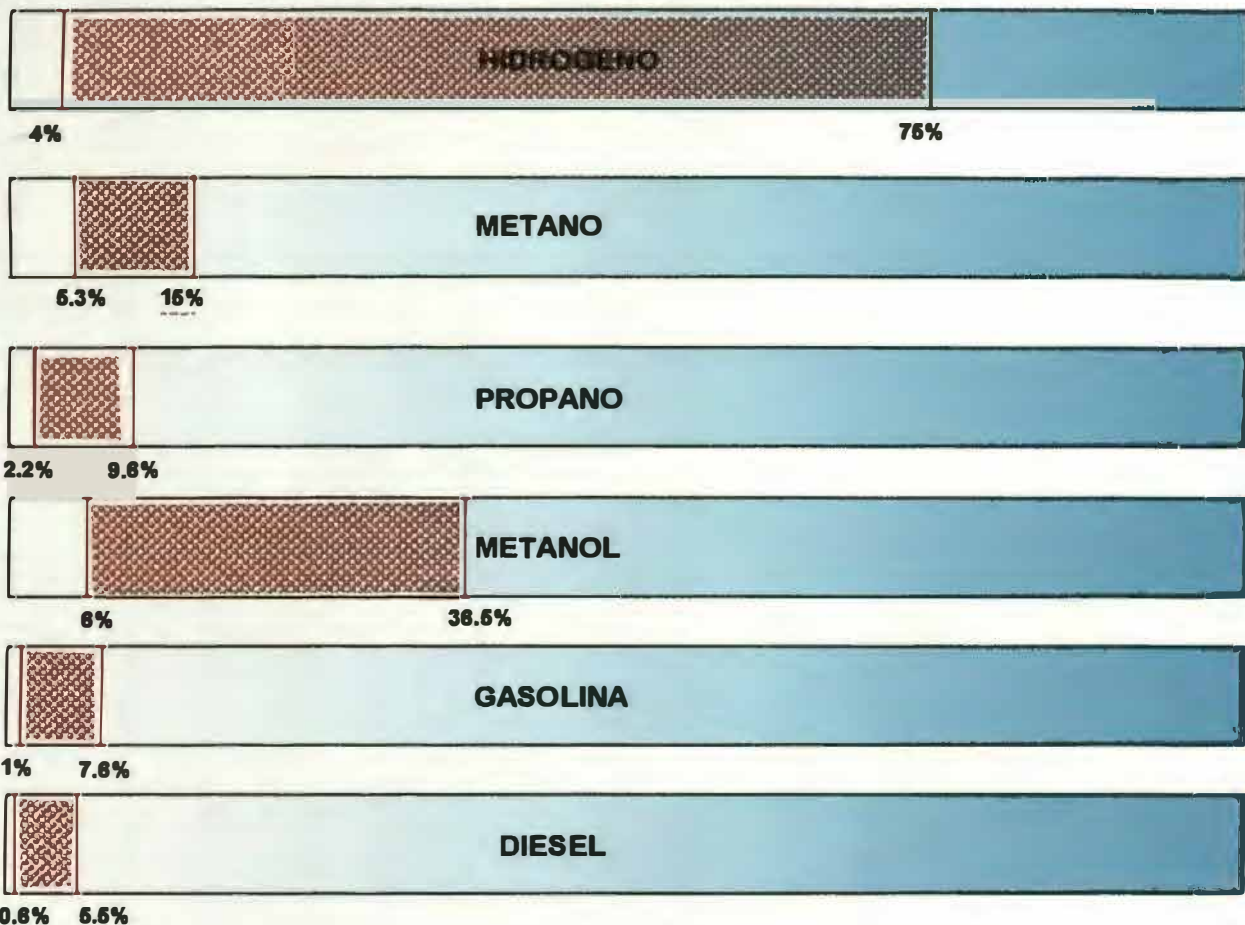 HIDROGENO
4% 75%
METANO
5.3% 15%
PROPANO
2.2% 9.6%
METANOL
6% 36.5%
GASOLINA
1% 7.6%
DIESEL
0.6% 5.5%